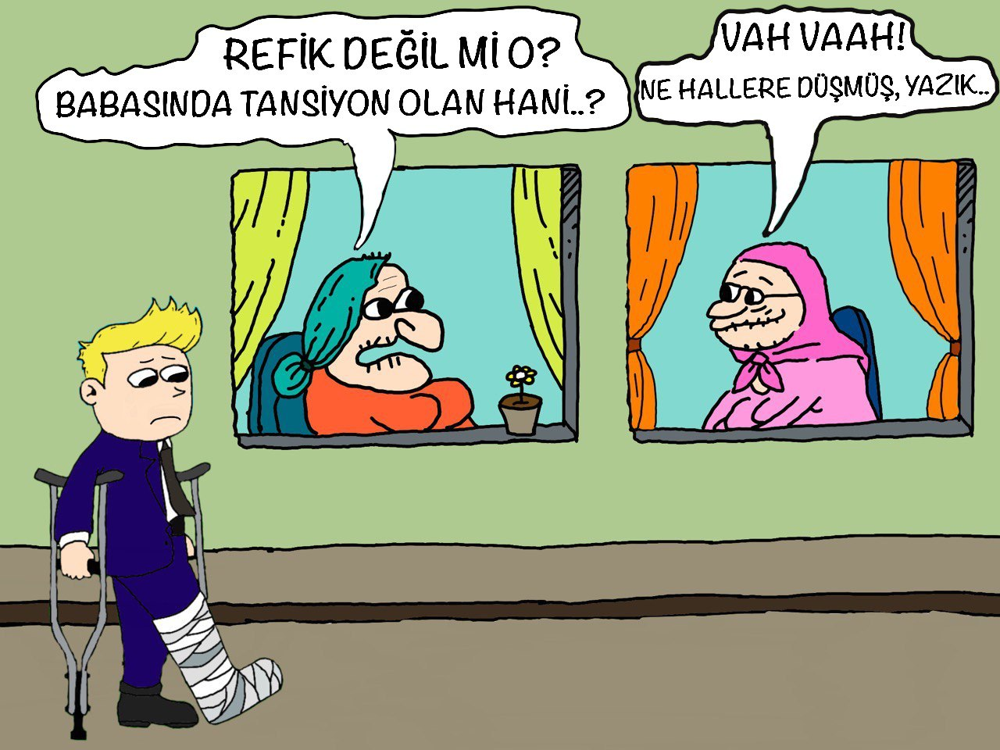 REFİK DEĞİL Mİ O?
BABASINDA TANSİYON OLAN HANİ..?
VAH VAAH!
NE HALLERE DÜŞMÜŞ, YAZIK..